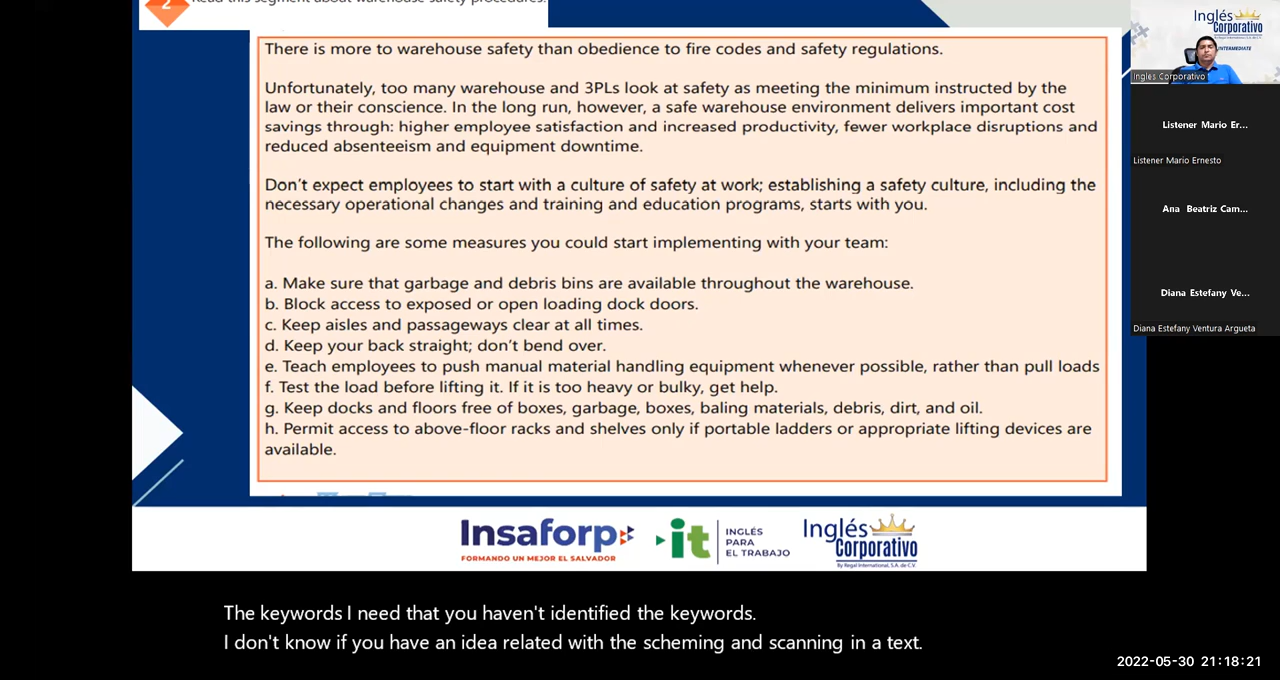 2 Read this segment about warehouse safety procedures.
There is more to warehouse safety than obedience to fire codes and safety regulations.
Unfortunately, too many warehouse and 3PLs look at safety as meeting the minimum instructed by the
law or their conscience. In the long run, however, a safe warehouse environment delivers important cost
savings through: higher employee satisfaction and increased productivity, fewer workplace disruptions and
reduced absenteeism and equipment downtime.
Don't expect employees to start with a culture of safety at work; establishing a safety culture, including the
necessary operational changes and training and education programs, starts with you.
The following are some measures you could start implementing with your team:
a. Make sure that garbage and debris bins are available throughout the warehouse.
b. Block access to exposed or open loading dock doors.
c. Keep aisles and passageways clear at all times.
d. Keep your back straight; don't bend over.
e. Teach employees to push manual material handling equipment whenever possible, rather than pull loads
f. Test the load before lifting it. If it is too heavy or bulky, get help.
g. Keep docks and floors free of boxes, garbage, boxes, baling materials, debris, dirt, and oil.
h. Permit access to above-floor racks and shelves only if portable ladders or appropriate lifting devices are
available.
Insaforp
FORMANDO UN MEJOR EL SALVADOR
it
INGLÉS
PARA
EL TRABAJO
Inglés
Corporativo
By Regal International, S.A. de C.V.
Inglés
Corporativo
By Regal International, S.A. de C.V.
INTERMEDIATE
Ingles Corporativo
Listener Mario Er...
Listener Mario Ernesto
Ana Beatriz Cam...
Diana Estefany Ve...
Diana Estefany Ventura Argueta
The keywords I need that you haven't identified the keywords.
I don't know if you have an idea related with the scheming and scanning in a text.
2022-05-30 21:18:21